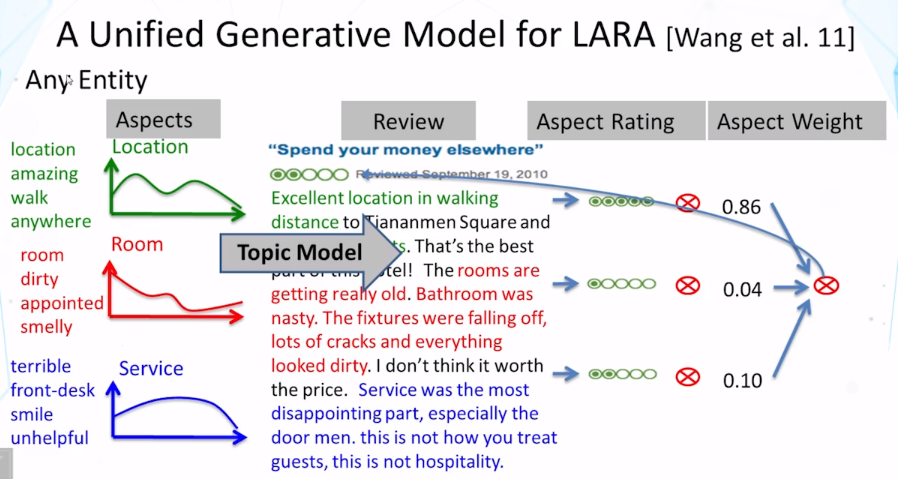 A Unified Generative Model for LARA [Wang et al. 11]
Any Entity
Aspects
Review
Aspect Rating
Aspect Weight
location
amazing
walk
anywhere
Location
room
dirty
appointed
smelly
Room
terrible
front-desk
smile
unhelpful
Service
Topic Model
"Spend your money elsewhere"
Reviewed September 19, 2010
Excellent location in walking
distance to Tiananmen Square and
. That's the best
part of this hotel! The rooms are
getting really old. Bathroom was
nasty. The fixtures were falling off,
lots of cracks and everything
looked dirty. I don't think it worth
the price. Service was the most
disappointing part, especially the
door men. this is not how you treat
guests, this is not hospitality.
0.86
0.04
0.10